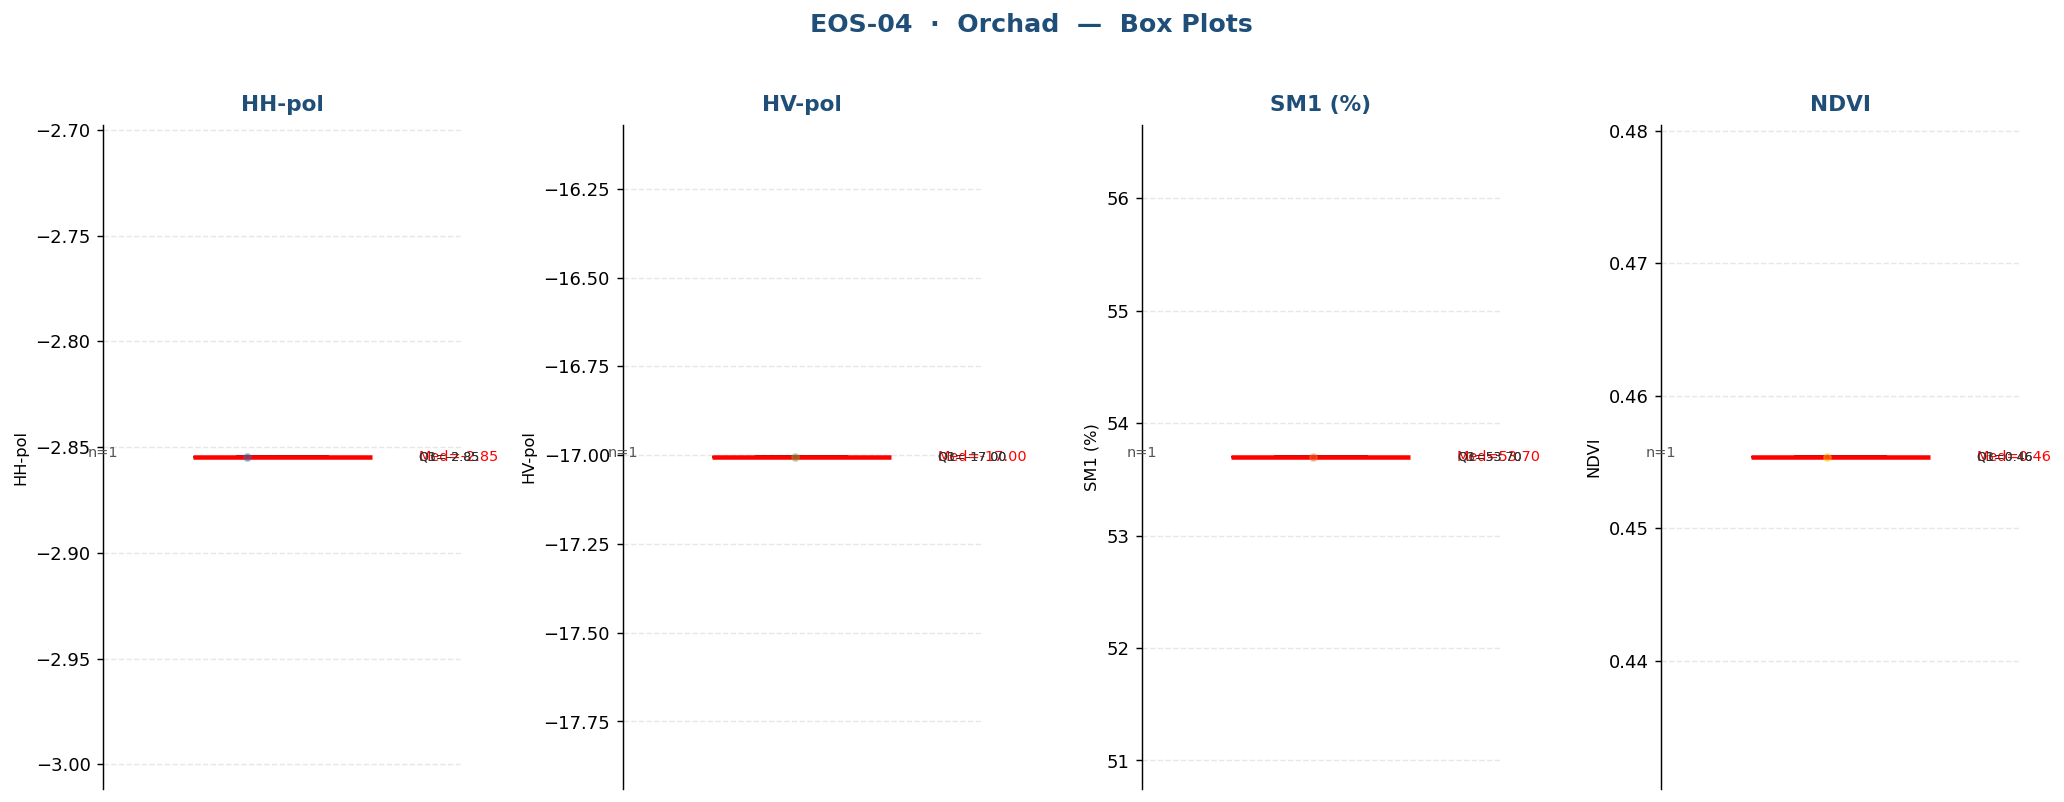 EOS-04 · Orchad — Box Plots
HH-pol
HH-pol
−2.70
−2.75
−2.80
−2.85
−2.90
−2.95
−3.00
n=1
HV-pol
HV-pol
−16.25
−16.50
−16.75
−17.00
−17.25
−17.50
−17.75
n=1
SM1 (%)
SM1 (%)
56
55
54
53
52
51
n=1
NDVI
NDVI
0.48
0.47
0.46
0.45
0.44
n=1